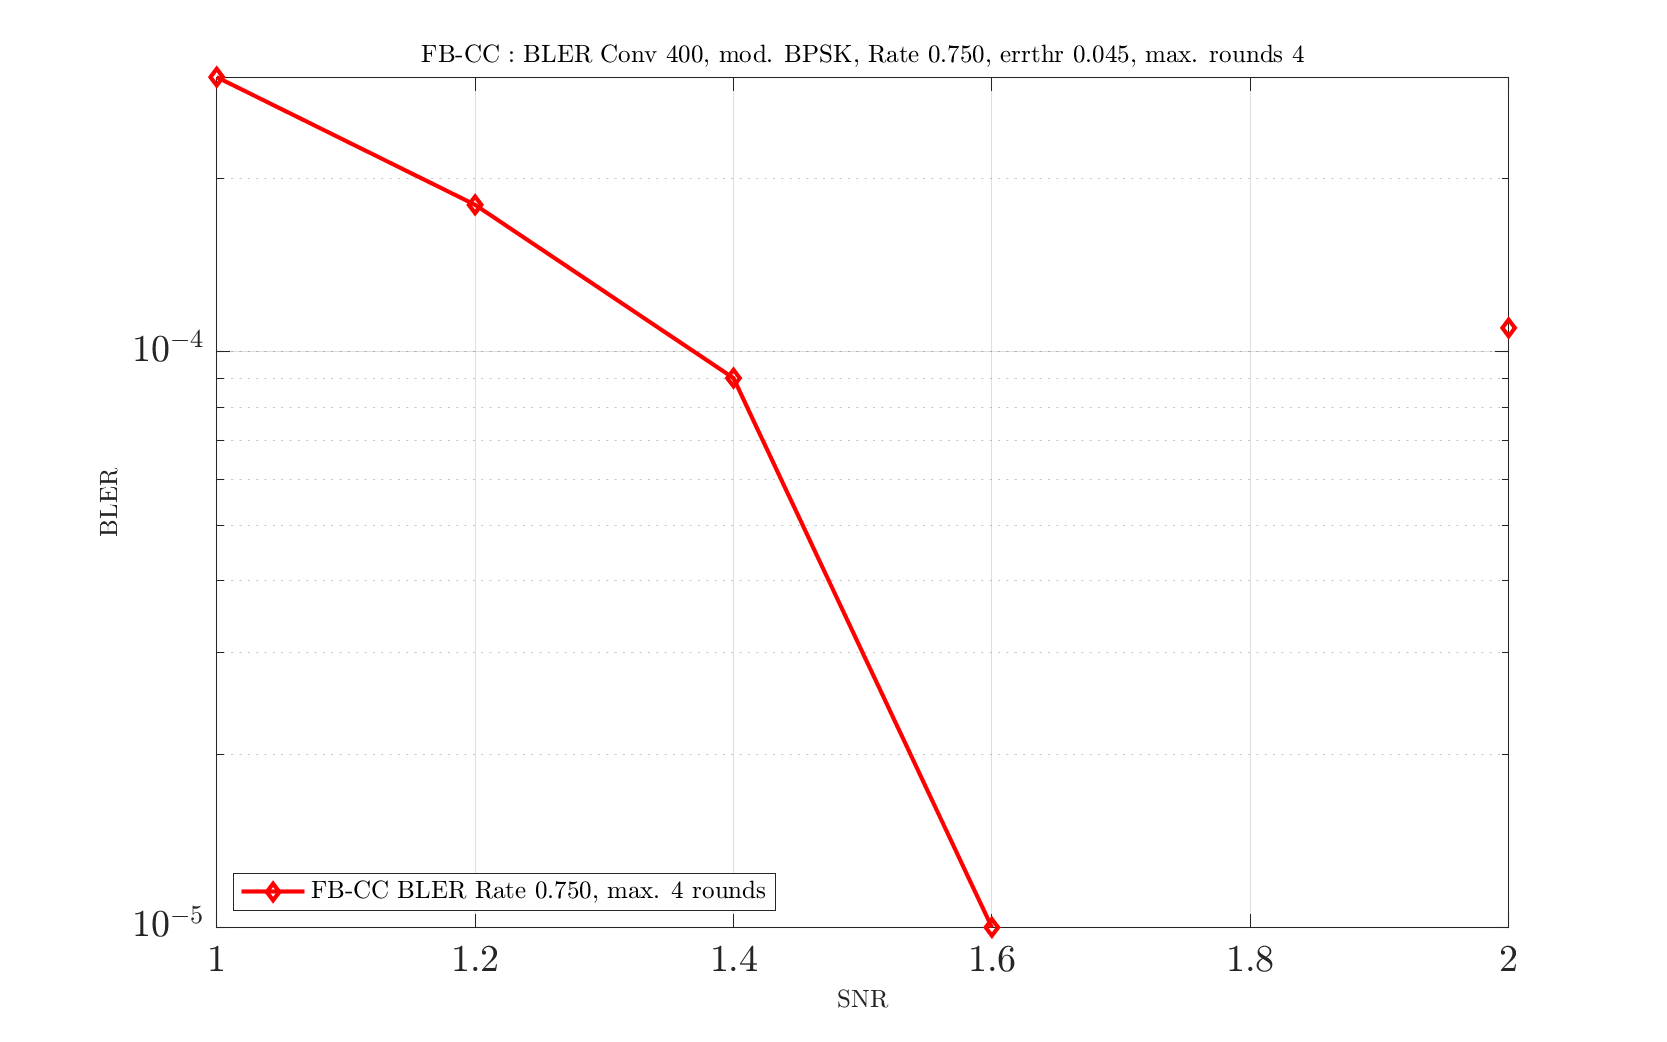 FB-CC : BLER Conv 400, mod. BPSK, Rate 0.750, errthr 0.045, max. rounds 4
BLER
10⁻⁴
10⁻⁵
FB-CC BLER Rate 0.750, max. 4 rounds
1 1.2 1.4 1.6 1.8 2
SNR